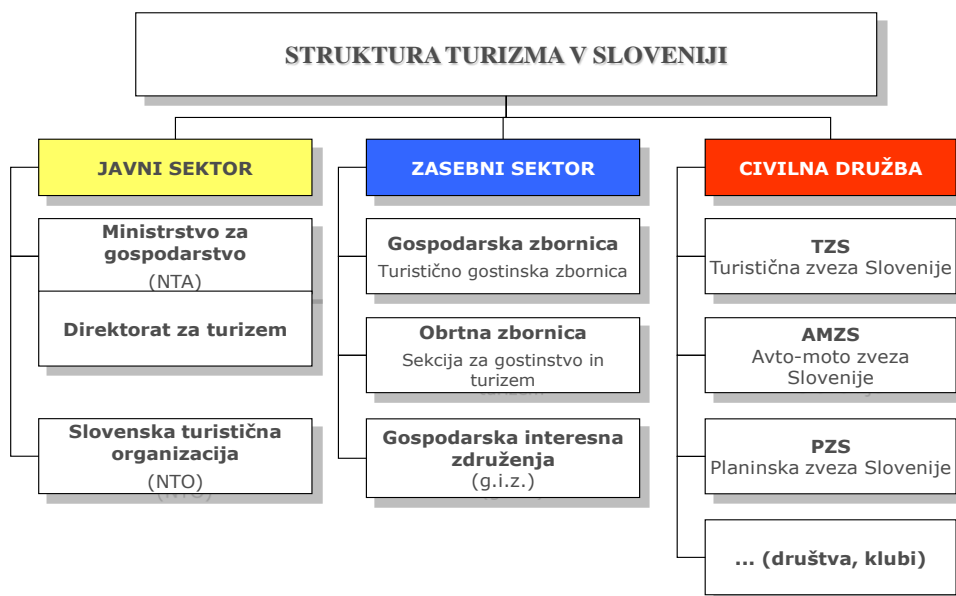 STRUKTURA TURIZMA V SLOVENIJI
JAVNI SEKTOR
Ministrstvo za
gospodarstvo
(NTA)
Direktorat za turizem
Slovenska turistična
organizacija
(NTO)
ZASEBNI SEKTOR
Gospodarska zbornica
Turistično gostinska zbornica
Obrtna zbornica
Sekcija za gostinstvo in
turizem
Gospodarska interesna
združenja
(g.i.z.)
CIVILNA DRUŽBA
TZS
Turistična zveza Slovenije
AMZS
Avto-moto zveza
Slovenije
PZS
Planinska zveza Slovenije
... (društva, klubi)